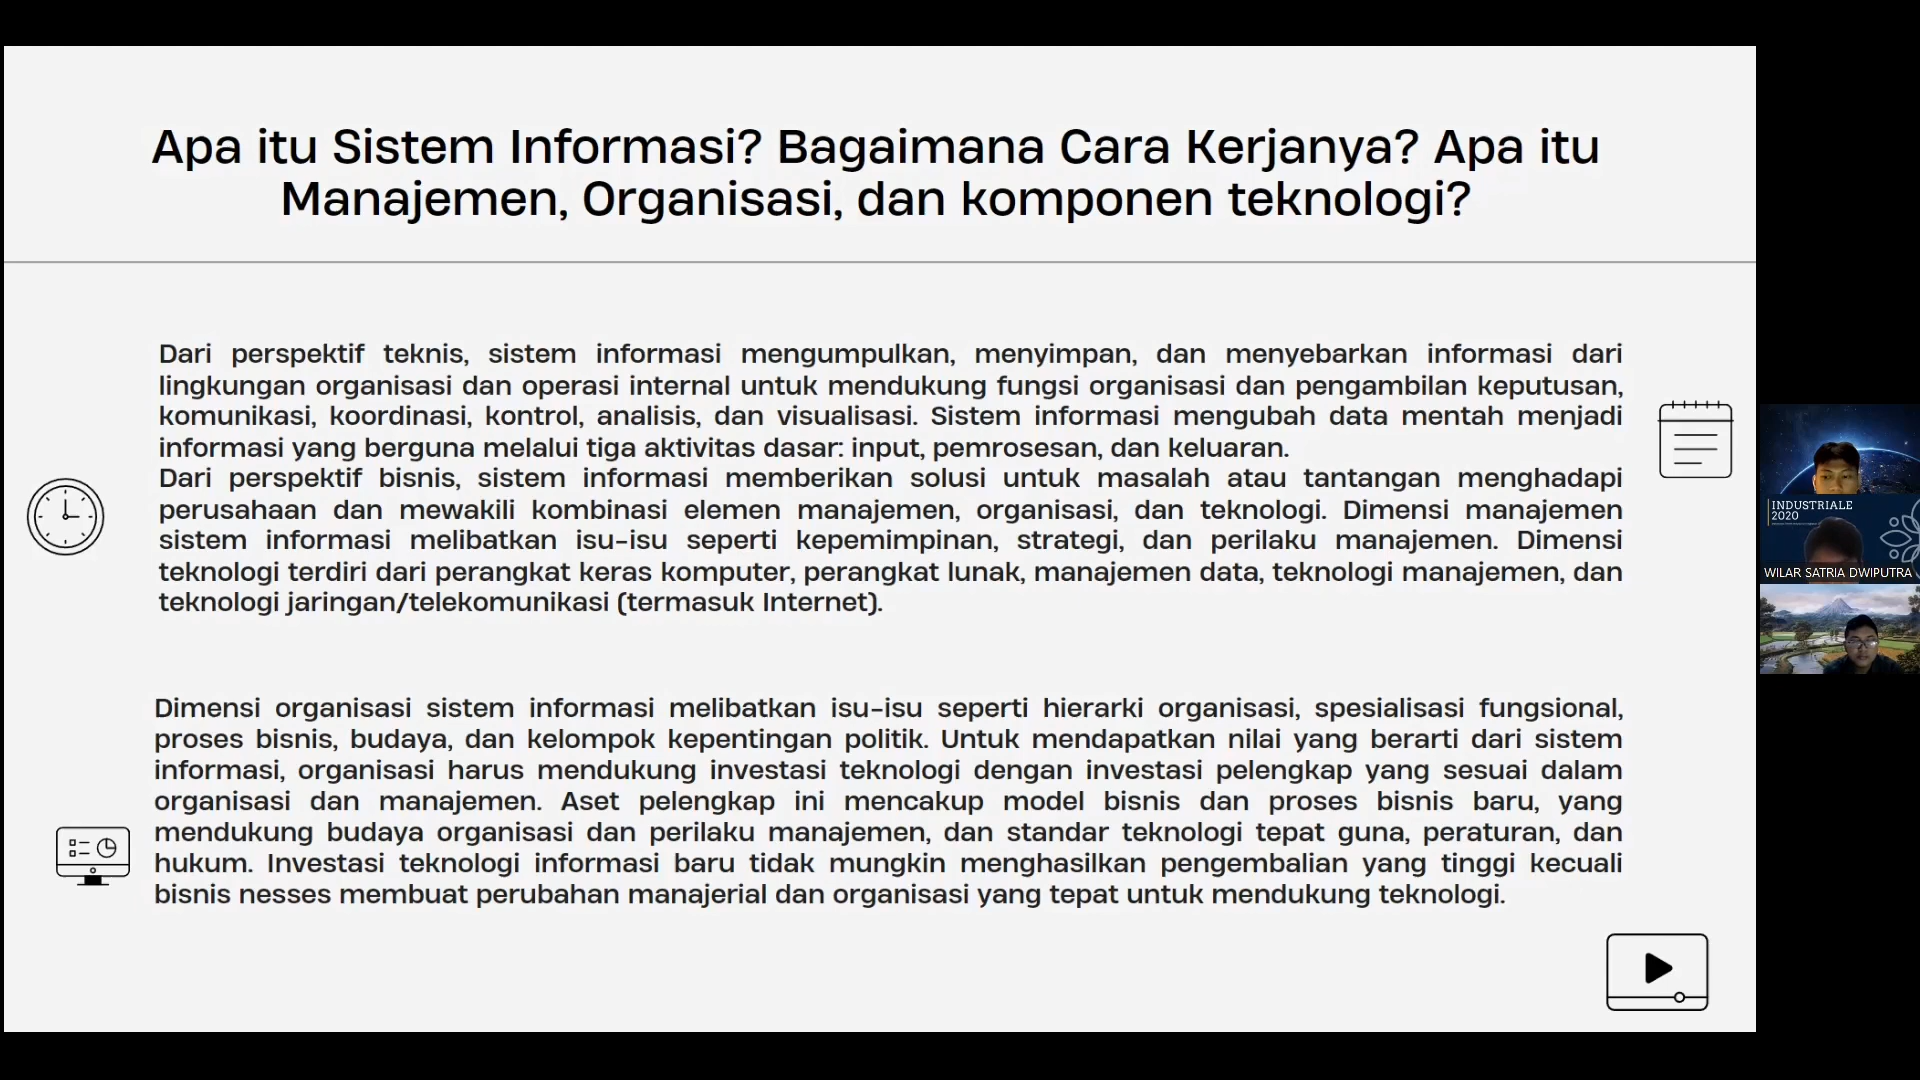 Apa itu Sistem Informasi? Bagaimana Cara Kerjanya? Apa itu
Manajemen, Organisasi, dan komponen teknologi?
Dari perspektif teknis, sistem informasi mengumpulkan, menyimpan, dan menyebarkan informasi dari
lingkungan organisasi dan operasi internal untuk mendukung fungsi organisasi dan pengambilan keputusan,
komunikasi, koordinasi, kontrol, analisis, dan visualisasi. Sistem informasi mengubah data mentah menjadi
informasi yang berguna melalui tiga aktivitas dasar: input, pemrosesan, dan keluaran.
Dari perspektif bisnis, sistem informasi memberikan solusi untuk masalah atau tantangan menghadapi
perusahaan dan mewakili kombinasi elemen manajemen, organisasi, dan teknologi. Dimensi manajemen
sistem informasi melibatkan isu-isu seperti kepemimpinan, strategi, dan perilaku manajemen. Dimensi
teknologi terdiri dari perangkat keras komputer, perangkat lunak, manajemen data, teknologi manajemen, dan
teknologi jaringan/telekomunikasi (termasuk Internet).
Dimensi organisasi sistem informasi melibatkan isu-isu seperti hierarki organisasi, spesialisasi fungsional,
proses bisnis, budaya, dan kelompok kepentingan politik. Untuk mendapatkan nilai yang berarti dari sistem
informasi, organisasi harus mendukung investasi teknologi dengan investasi pelengkap yang sesuai dalam
organisasi dan manajemen. Aset pelengkap ini mencakup model bisnis dan proses bisnis baru, yang
mendukung budaya organisasi dan perilaku manajemen, dan standar teknologi tepat guna, peraturan, dan
hukum. Investasi teknologi informasi baru tidak mungkin menghasilkan pengembalian yang tinggi kecuali
bisnis nesses membuat perubahan manajerial dan organisasi yang tepat untuk mendukung teknologi.
INDUSTRIALE
2020
WILAR SATRIA DWIPUTRA